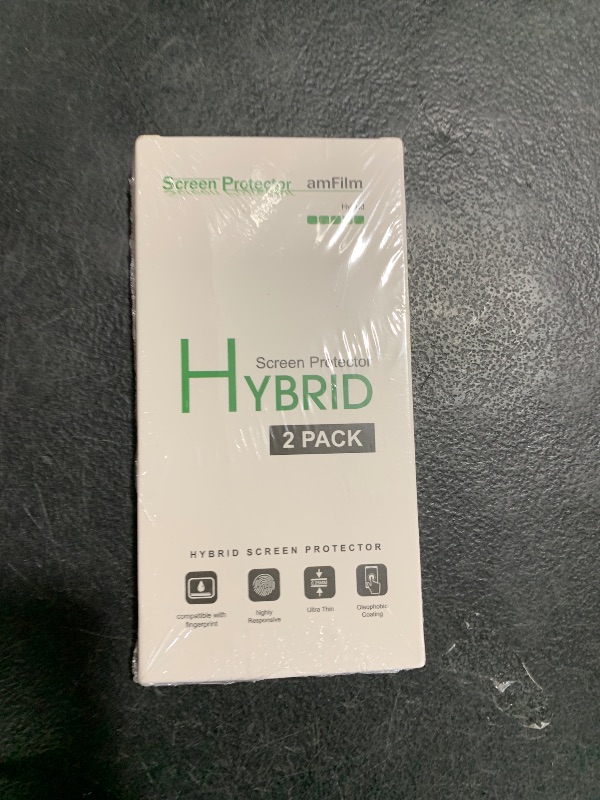 Screen Protector amFilm
Hybrid
Screen Protector
HYBRID
2 PACK
HYBRID SCREEN PROTECTOR
compatible with
fingerprint
highly
Responsive
Ultra Thin
Oleophobic
Coating